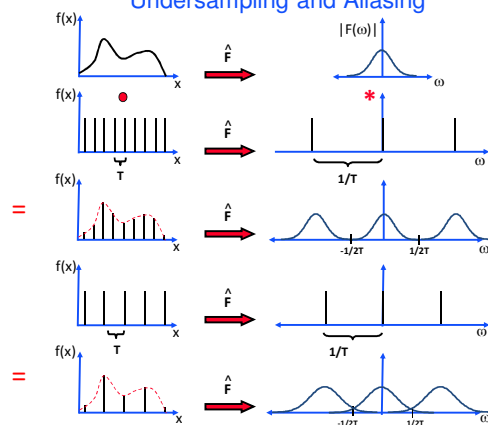 Undersampling and Aliasing
f(x)
x
^
F
|F(ω)|
ω
f(x)
T
x
^
F
*
1/T
ω
=
f(x)
x
^
F
-1/2T
1/2T
ω
f(x)
T
x
^
F
1/T
ω
=
f(x)
x
^
F
-1/2T
1/2T
ω